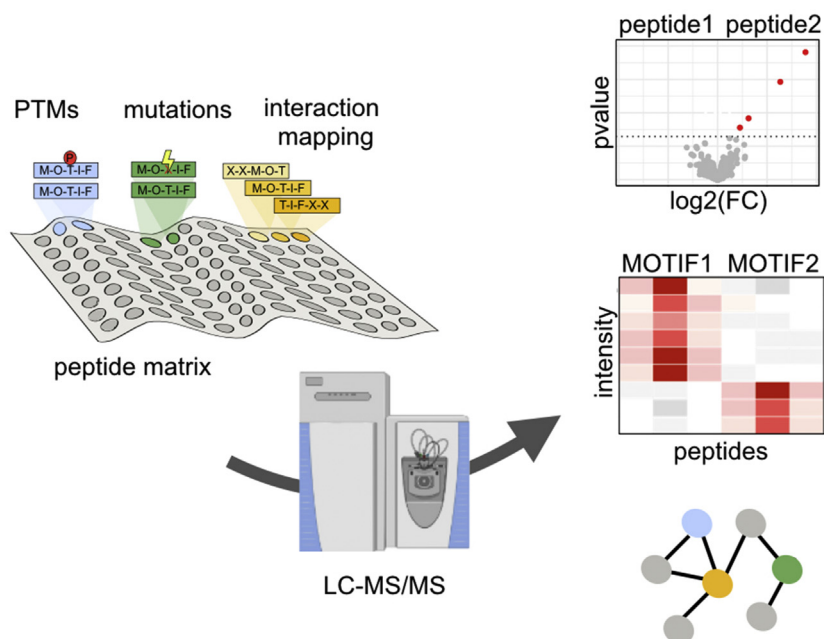 PTMs
mutations
interaction
mapping
P
M-O-T-I-F
M-O-T-I-F
M-O-
-I-F
M-O-T-I-F
X-X-M-O-T
M-O-T-I-F
T-I-F-X-X
peptide matrix
LC-MS/MS
peptide1 peptide2
pvalue
log2(FC)
MOTIF1 MOTIF2
intensity
peptides